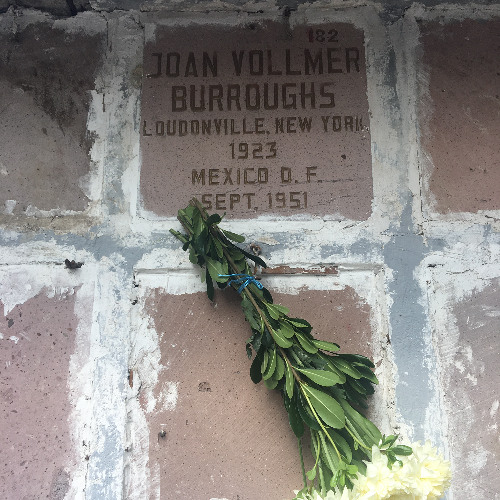 182
JOAN VOLLMER
BURROUGHS
LOUDONVILLE, NEW YORK
1923
MEXICO D. F.
SEPT. 1951